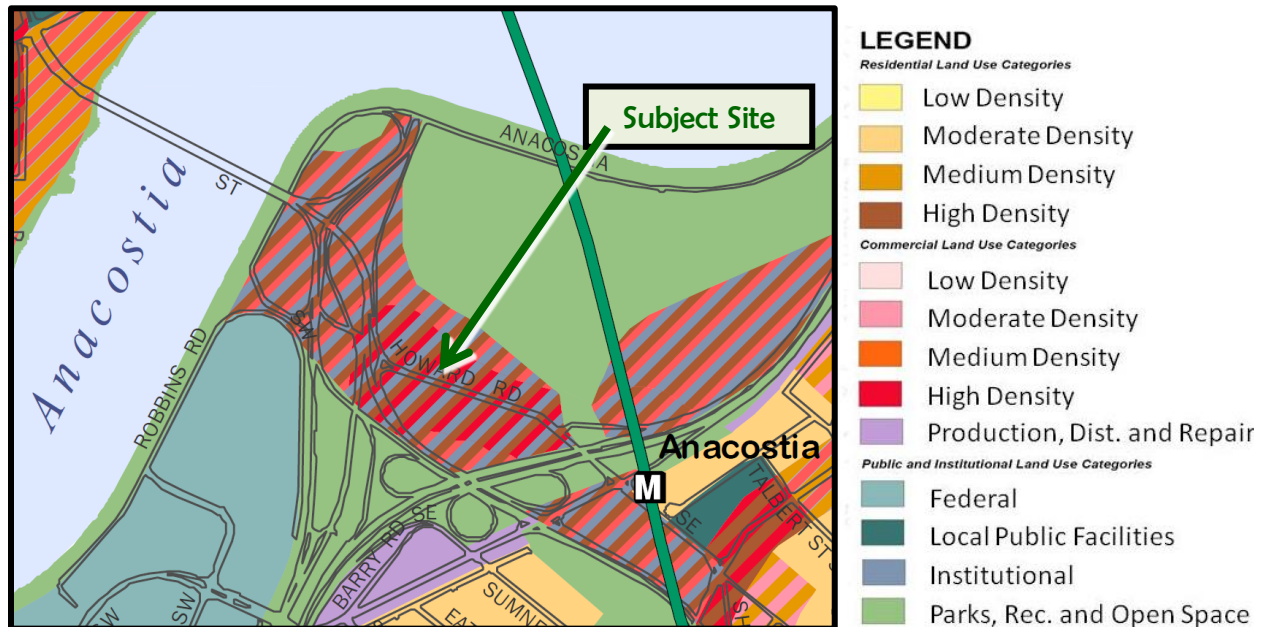 Subject Site
ANACOSTIA
ST
Anacostia
SW
HOWARD RD
ROBBINS RD
Anacostia
M
SE
TALBERT ST S
BARRY RD SE
SUMNE
EA
SW
SW
SH
LEGEND
Residential Land Use Categories
Low Density
Moderate Density
Medium Density
High Density
Commercial Land Use Categories
Low Density
Moderate Density
Medium Density
High Density
Production, Dist. and Repair
Public and Institutional Land Use Categories
Federal
Local Public Facilities
Institutional
Parks, Rec. and Open Space